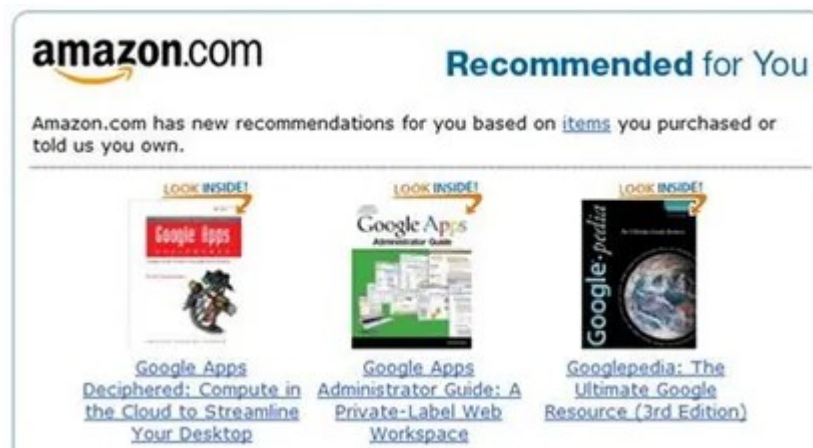 amazon.com
Recommended for You
Amazon.com has new recommendations for you based on items you purchased or
told us you own.
LOOK INSIDE!
LOOK INSIDE!
LOOK INSIDE!
Google Apps
Google Apps
Administrator Guide
Google·pedia
Google Apps
Deciphered: Compute in
the Cloud to Streamline
Your Desktop
Google Apps
Administrator Guide: A
Private-Label Web
Workspace
Googlepedia: The
Ultimate Google
Resource (3rd Edition)